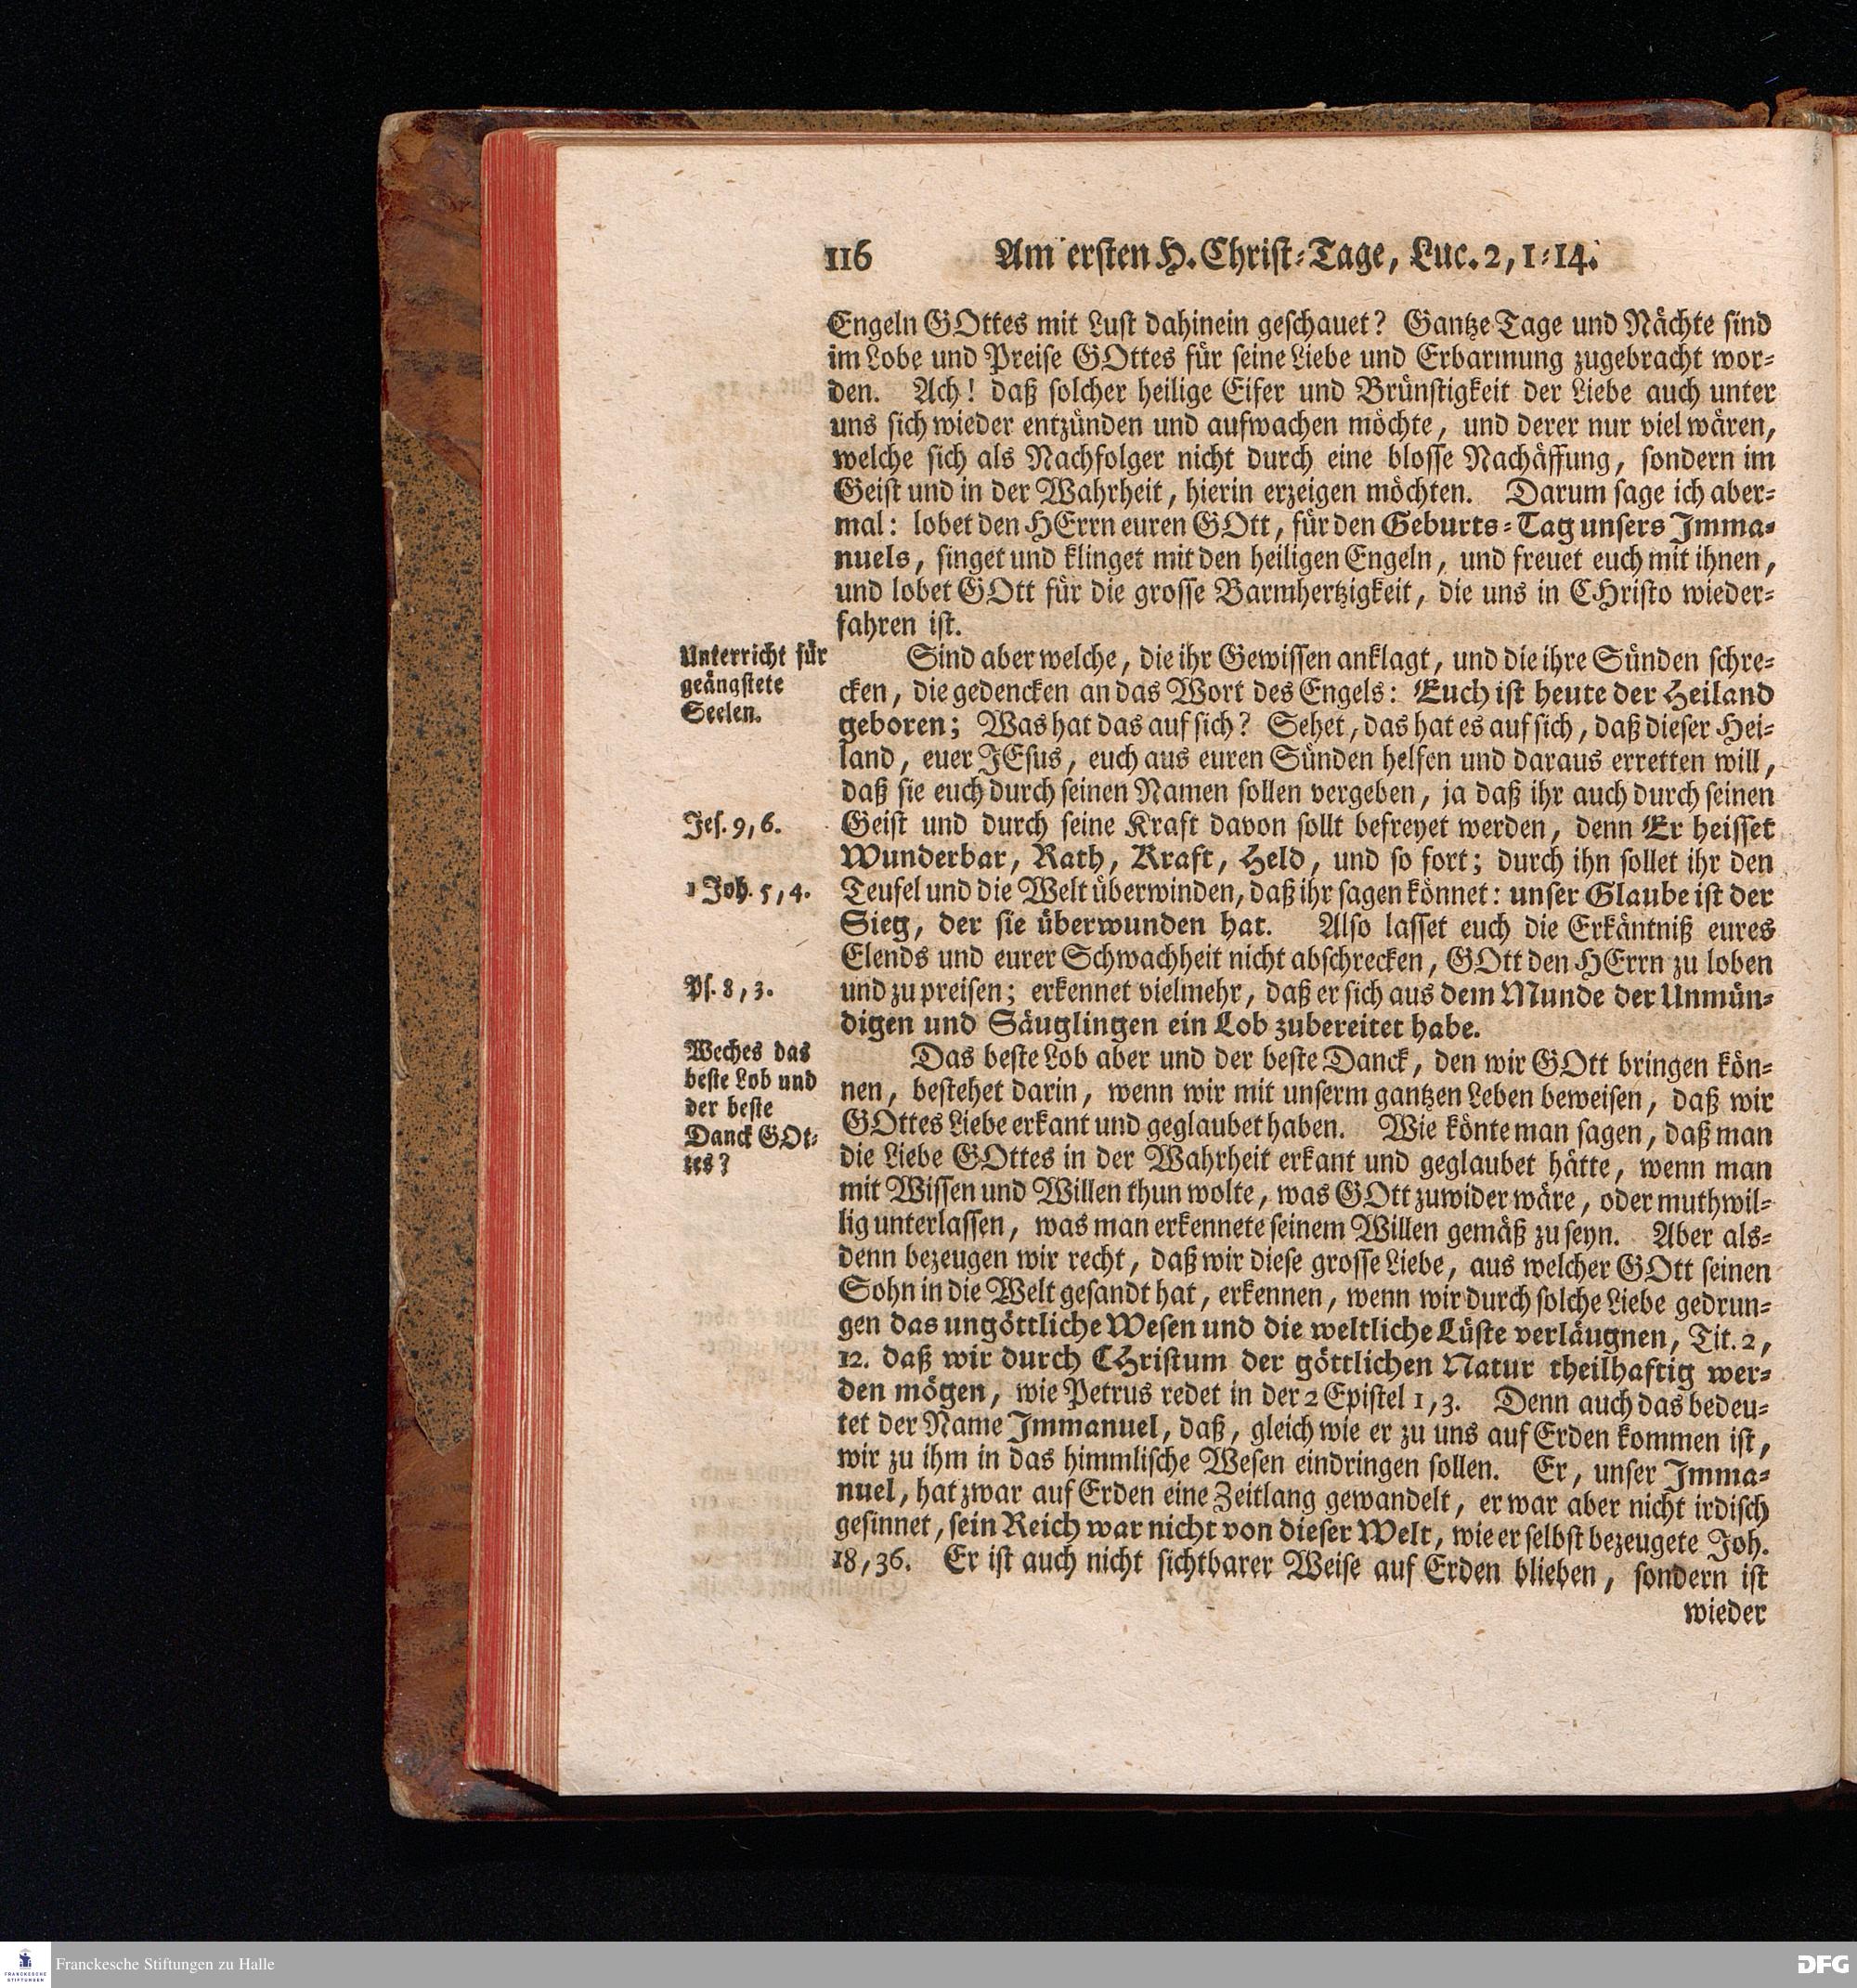 116 Am ersten H. Christ-Tage, Luc. 2, 1-14.
Engeln GOttes mit Lust dahinein geschauet? Gantze Tage und Nächte sind
im Lobe und Preise GOttes für seine Liebe und Erbarmung zugebracht wor-
den. Ach! daß solcher heilige Eifer und Brünstigkeit der Liebe auch unter
uns sich wieder entzünden und aufwachen möchte, und derer nur viel wären,
welche sich als Nachfolger nicht durch eine blosse Nachäffung, sondern im
Geist und in der Wahrheit, hierin erzeigen möchten. Darum sage ich aber-
mal: lobet den HErrn euren GOtt, für den Geburts-Tag unsers Imma-
nuels, singet und klinget mit den heiligen Engeln, und freuet euch mit ihnen,
und lobet GOtt für die grosse Barmhertzigkeit, die uns in CHristo wieder-
fahren ist.
Unterricht für
geängstete
Seelen.
Sind aber welche, die ihr Gewissen anklagt, und die ihre Sünden schre-
cken, die gedencken an das Wort des Engels: Euch ist heute der Heiland
geboren; Was hat das auf sich? Sehet, das hat es auf sich, daß dieser Hei-
land, euer JEsus, euch aus euren Sünden helfen und daraus erretten will,
daß sie euch durch seinen Namen sollen vergeben, ja daß ihr auch durch seinen
Jes. 9, 6.
Geist und durch seine Kraft davon sollt befreyet werden, denn Er heisset
Wunderbar, Rath, Kraft, Held, und so fort; durch ihn sollet ihr den
1 Joh. 5, 4.
Teufel und die Welt überwinden, daß ihr sagen könnet: unser Glaube ist der
Sieg, der sie überwunden hat. Also lasset euch die Erkäntniß eures
Elends und eurer Schwachheit nicht abschrecken, GOtt den HErrn zu loben
Ps. 8, 3.
und zu preisen; erkennet vielmehr, daß er sich aus dem Munde der Unmün-
digen und Säuglingen ein Lob zubereitet habe.
Weches das
beste Lob und
der beste
Danck GOt-
tes?
Das beste Lob aber und der beste Danck, den wir GOtt bringen kön-
nen, bestehet darin, wenn wir mit unserm gantzen Leben beweisen, daß wir
GOttes Liebe erkant und geglaubet haben. Wie könte man sagen, daß man
die Liebe GOttes in der Wahrheit erkant und geglaubet hätte, wenn man
mit Wissen und Willen thun wolte, was GOtt zuwider wäre, oder muthwil-
lig unterlassen, was man erkennete seinem Willen gemäß zu seyn. Aber als-
denn bezeugen wir recht, daß wir diese grosse Liebe, aus welcher GOtt seinen
Sohn in die Welt gesandt hat, erkennen, wenn wir durch solche Liebe gedrun-
gen das ungöttliche Wesen und die weltliche Lüste verläugnen, Tit. 2,
12. daß wir durch CHristum der göttlichen Natur theilhaftig wer-
den mögen, wie Petrus redet in der 2 Epistel 1, 3. Denn auch das bedeu-
tet der Name Immanuel, daß, gleich wie er zu uns auf Erden kommen ist,
wir zu ihm in das himmlische Wesen eindringen sollen. Er, unser Imma-
nuel, hat zwar auf Erden eine Zeitlang gewandelt, er war aber nicht irdisch
gesinnet, sein Reich war nicht von dieser Welt, wie er selbst bezeugete Joh.
18, 36. Er ist auch nicht sichtbarer Weise auf Erden blieben, sondern ist
wieder
FRANCKESCHE
STIFTUNGEN
Franckesche Stiftungen zu Halle
DFG